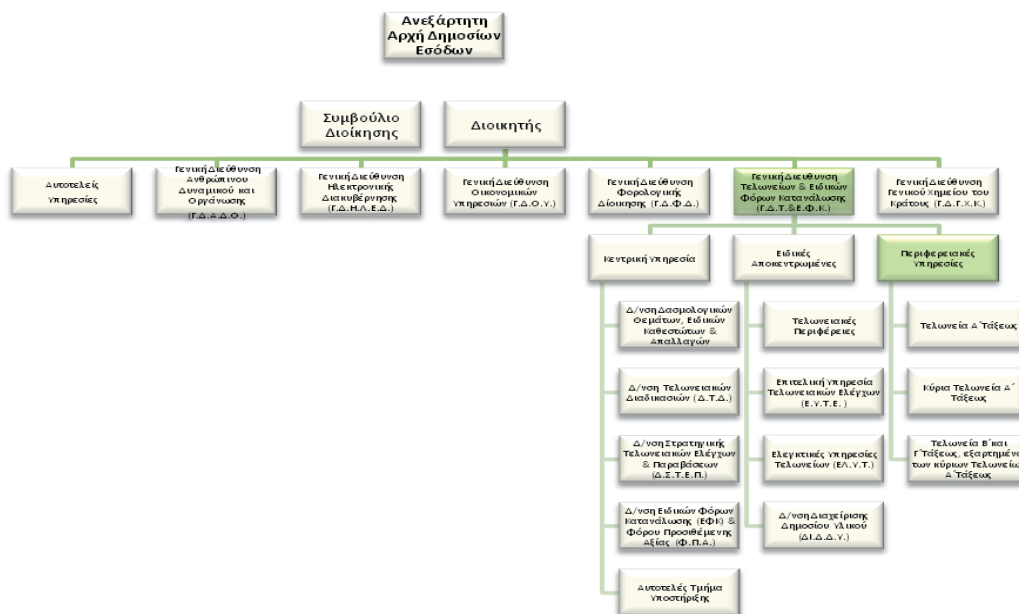 Ανεξάρτητη
Αρχή Δημοσίων
Εσόδων
Συμβούλιο
Διοίκησης
Διοικητής
Αυτοτελείς
Υπηρεσίες
Γενική Διεύθυνση
Ανθρώπινου
Δυναμικού και
Οργάνωσης
(Γ.Δ.Α.Δ.Ο.)
Γενική Διεύθυνση
Ηλεκτρονικής
Διακυβέρνησης
(Γ.Δ.Η.Λ.Ε.Δ.)
Γενική Διεύθυνση
Οικονομικών
Υπηρεσιών (Γ.Δ.Ο.Υ.)
Γενική Διεύθυνση
Φορολογικής
Διοίκησης (Γ.Δ.Φ.Δ.)
Γενική Διευθυνση
Τελωνείων & Ειδικών
Φόρων Κατανάλωσης
(Γ.Δ.Τ.&Ε.Φ.Κ.)
Γενική Διεύθυνση
Γενικού Χημείου του
Κράτους (Γ.Δ.Γ.Χ.Κ.)
Κεντρική Υπηρεσία
Ειδικές
Αποκεντρωμένες
Περιφερειακές
Υπηρεσίες
Δ/νση Δασμολογικών
Θεμάτων, Ειδικών
Καθεστώτων &
Απαλλαγών
Δ/νση Τελωνειακών
Διαδικασιών (Δ.Τ.Δ.)
Δ/νση Στρατηγικής
Τελωνειακών Ελέγχων
& Παραβάσεων
(Δ.Σ.Τ.Ε.Π.)
Δ/νση Ειδικών Φόρων
Κατανάλωσης (ΕΦΚ) &
Φόρου Προσιθέμενης
Αξίας (Φ.Π.Α.)
Αυτοτελές Τμήμα
Υποστήριξης
Τελωνειακές
Περιφέρειες
Επιτελική Υπηρεσία
Τελωνειακών Ελέγχων
(Ε.Υ.Τ.Ε.)
Ελεγκτικές Υπηρεσίες
Τελωνείων (ΕΛ.Υ.Τ.)
Δ/νση Διαχείρισης
Δημοσίου Υλικού
(ΔΙ.Δ.Δ.Υ.)
Τελωνεία Α΄Τάξεως
Κύρια Τελωνεία Α΄
Τάξεως
Τελωνεία Β΄και
Γ΄Τάξεως, εξαρτημένα
των κύριων Τελωνείων
Α΄Τάξεως